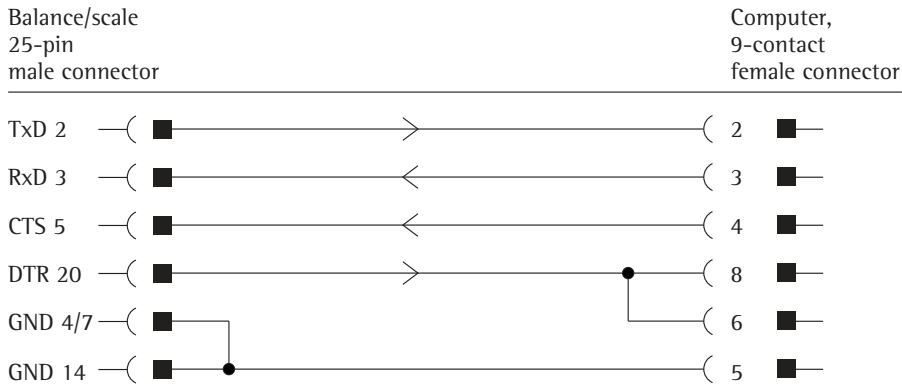 Balance/scale
25-pin
male connector
Computer,
9-contact
female connector
TxD 2 2
RxD 3 3
CTS 5 4
DTR 20 8
GND 4/7 6
GND 14 5